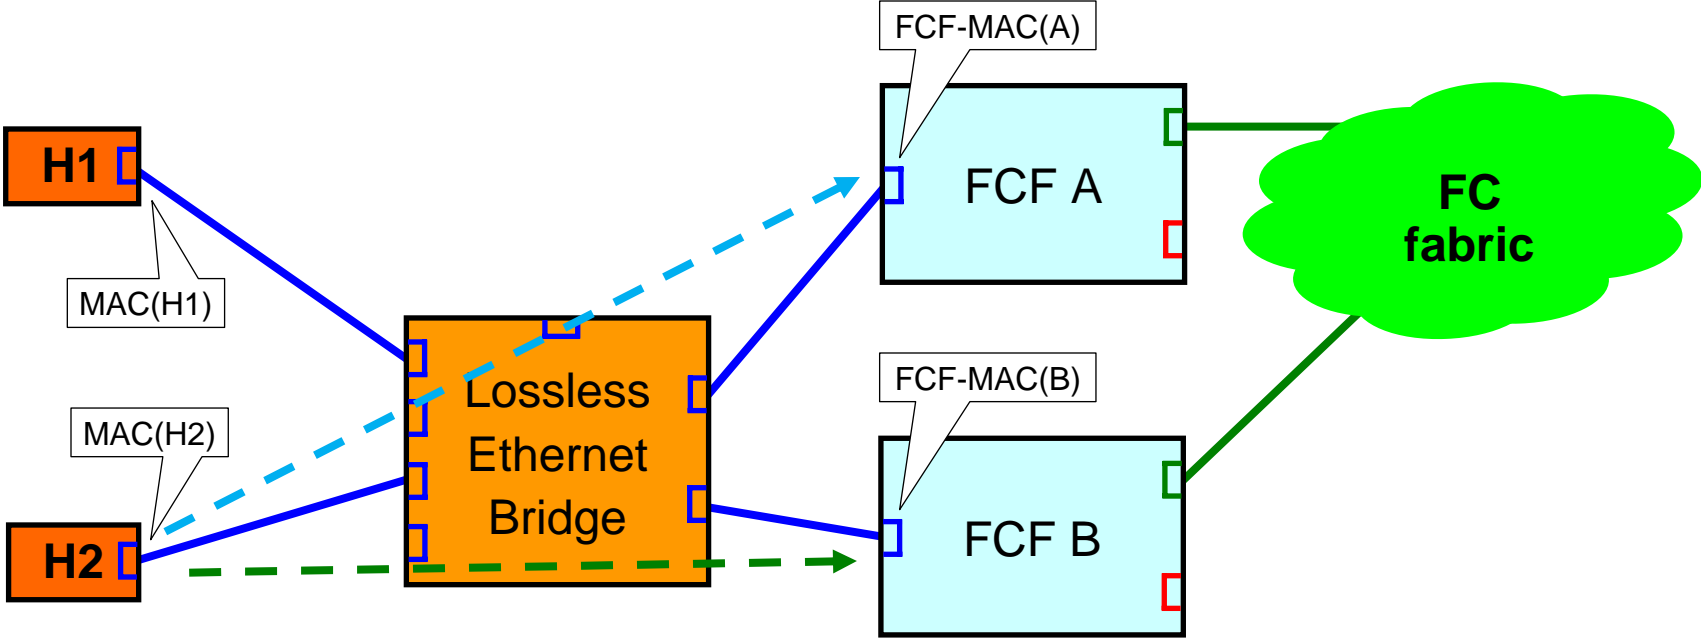 FCF-MAC(A)
H1
FCF A
FC
fabric
MAC(H1)
Lossless
Ethernet
Bridge
FCF-MAC(B)
MAC(H2)
FCF B
H2